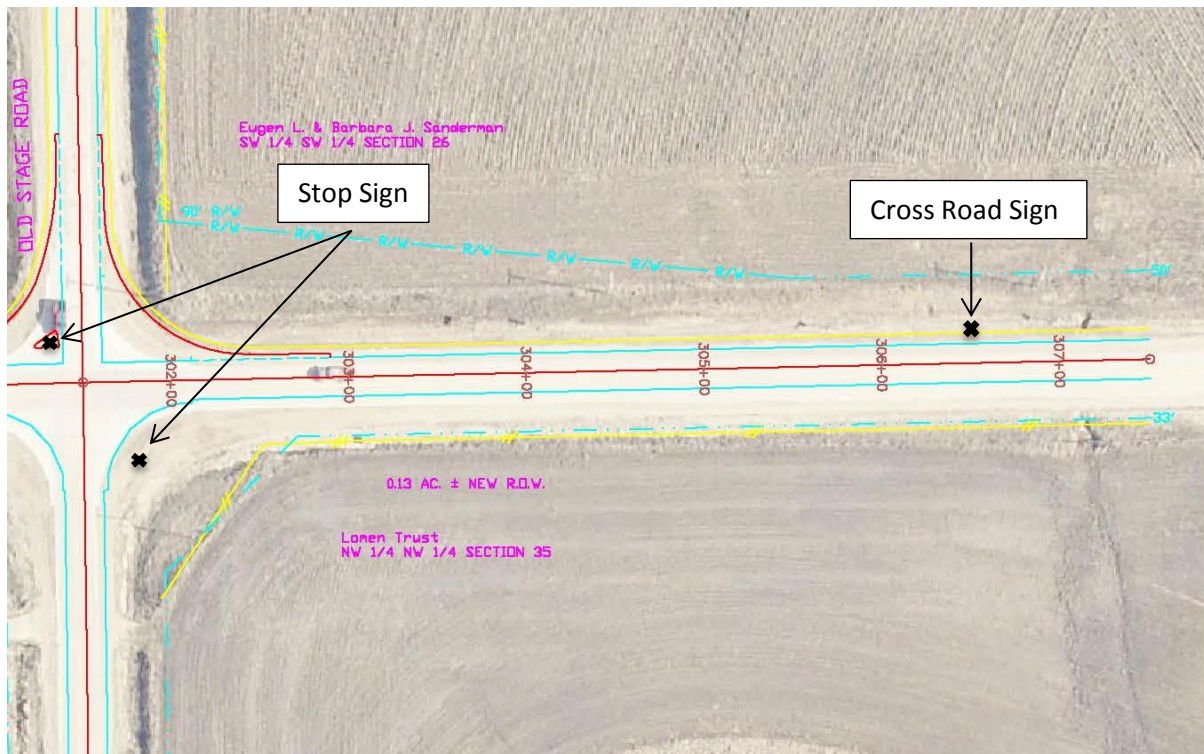 OLD STAGE ROAD
Eugen L. & Barbara J. Sanderman
SW 1/4 SW 1/4 SECTION 26
Stop Sign
Cross Road Sign
90' R/W
R/W R/W R/W R/W R/W R/W R/W
50'
302+00
303+00
304+00
305+00
306+00
307+00
33'
0.13 AC. ± NEW R.O.W.
Lomen Trust
NW 1/4 NW 1/4 SECTION 35